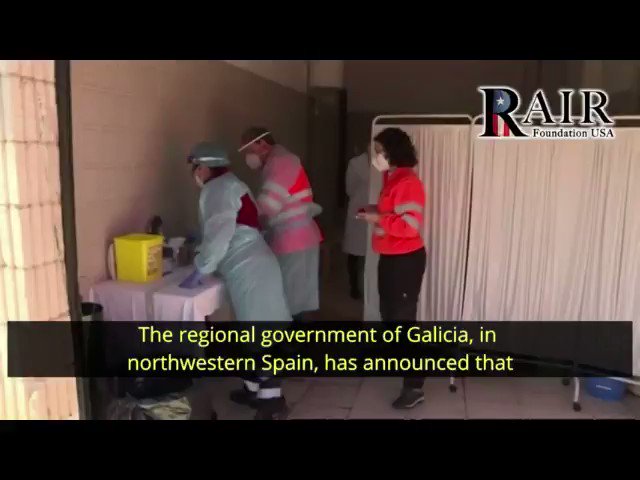 RAIR
Foundation USA
The regional government of Galicia, in
northwestern Spain, has announced that